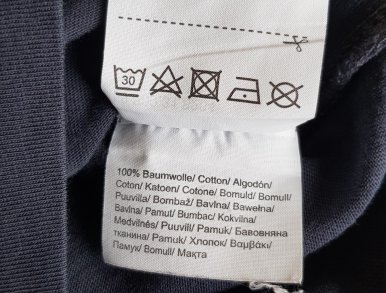 30
100% Baumwolle/ Cotton/ Algodón/
Coton/ Katoen/ Cotone/ Bomuld/ Bomull/
Puuvilla/ Bombaž/ Bavlna/ Bawełna/
Bavlna/ Pamut/ Bumbac/ Kokvilna/
Medvilnės/ Puuvill/ Pamuk/ Бавовняна
тканина/ Pamuk/ Хлопок/ Βαμβάκι/
Памук/ Bomull/ Мақта